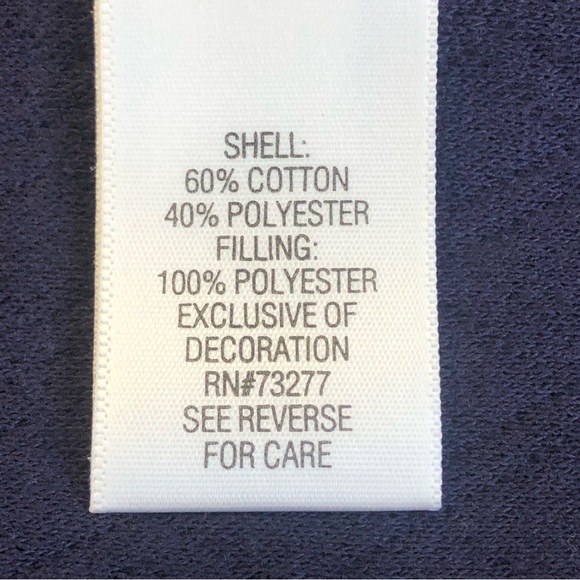 SHELL:
60% COTTON
40% POLYESTER
FILLING:
100% POLYESTER
EXCLUSIVE OF
DECORATION
RN#73277
SEE REVERSE
FOR CARE